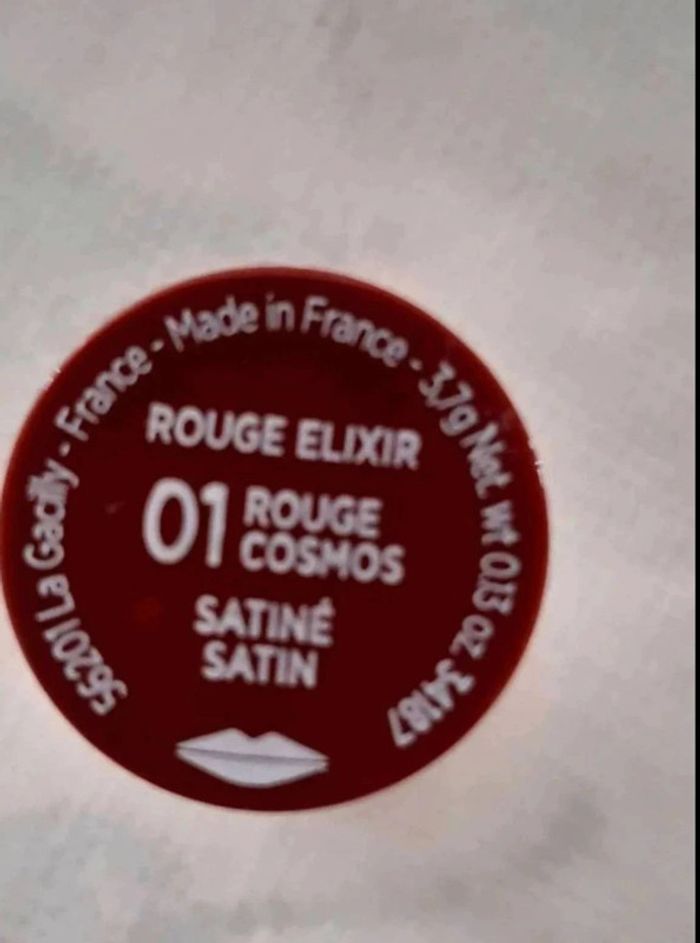 56201 La Gacilly - France - Made in France - 3,7g Net. wt 0.13 oz 34187
ROUGE ELIXIR
01 ROUGE
COSMOS
SATINÉ
SATIN